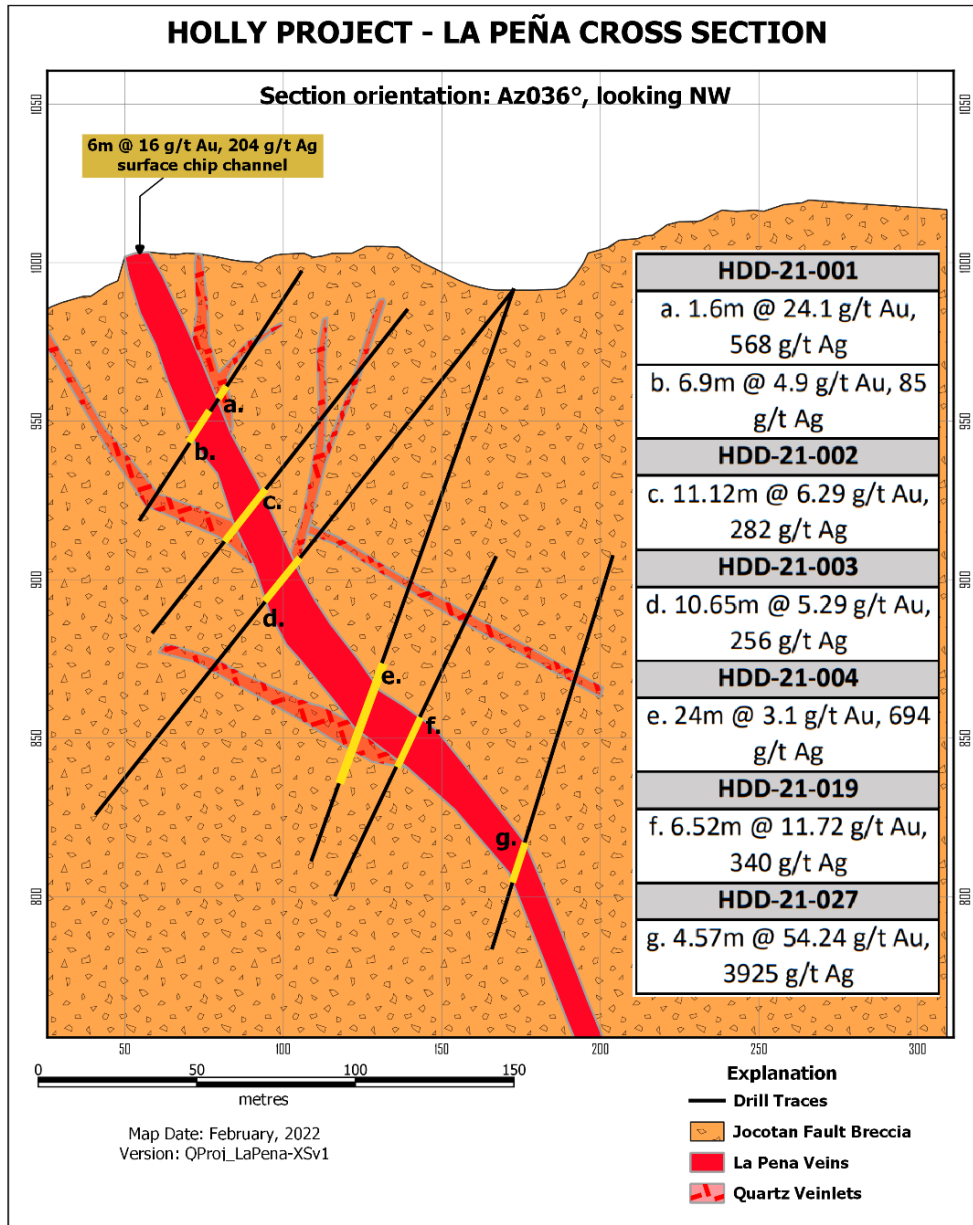 HOLLY PROJECT - LA PEÑA CROSS SECTION
Section orientation: Az036°, looking NW
6m @ 16 g/t Au, 204 g/t Ag
surface chip channel
1050
1000
950
900
850
800
1050
1000
950
900
850
800
a.
b.
c.
d.
e.
f.
g.
HDD-21-001
a. 1.6m @ 24.1 g/t Au,
568 g/t Ag
b. 6.9m @ 4.9 g/t Au, 85
g/t Ag
HDD-21-002
c. 11.12m @ 6.29 g/t Au,
282 g/t Ag
HDD-21-003
d. 10.65m @ 5.29 g/t Au,
256 g/t Ag
HDD-21-004
e. 24m @ 3.1 g/t Au, 694
g/t Ag
HDD-21-019
f. 6.52m @ 11.72 g/t Au,
340 g/t Ag
HDD-21-027
g. 4.57m @ 54.24 g/t Au,
3925 g/t Ag
50 100 150 200 250 300
0 50 100 150
metres
Map Date: February, 2022
Version: QProj_LaPena-XSv1
Explanation
Drill Traces
Jocotan Fault Breccia
La Pena Veins
Quartz Veinlets